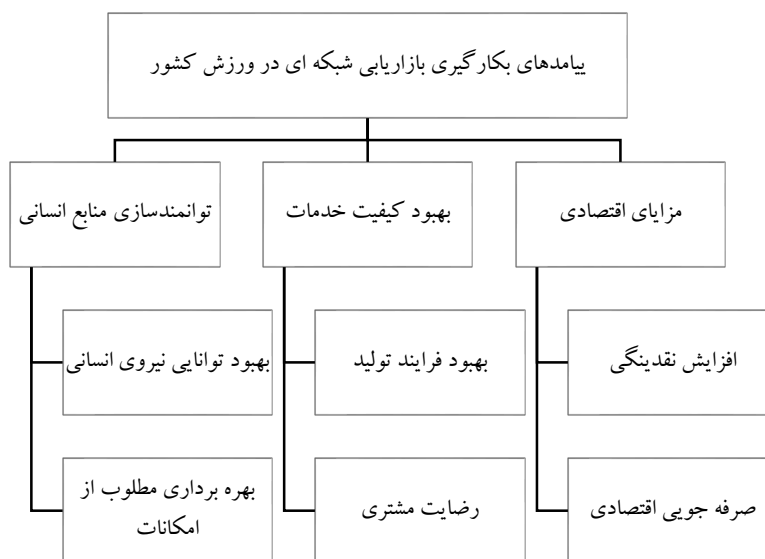 پیامدهای بکارگیری بازاریابی شبکه ای در ورزش کشور
مزایای اقتصادی
افزایش نقدینگی
صرفه جویی اقتصادی
بهبود کیفیت خدمات
بهبود فرایند تولید
رضایت مشتری
توانمندسازی منابع انسانی
بهبود توانایی نیروی انسانی
بهره برداری مطلوب از
امکانات